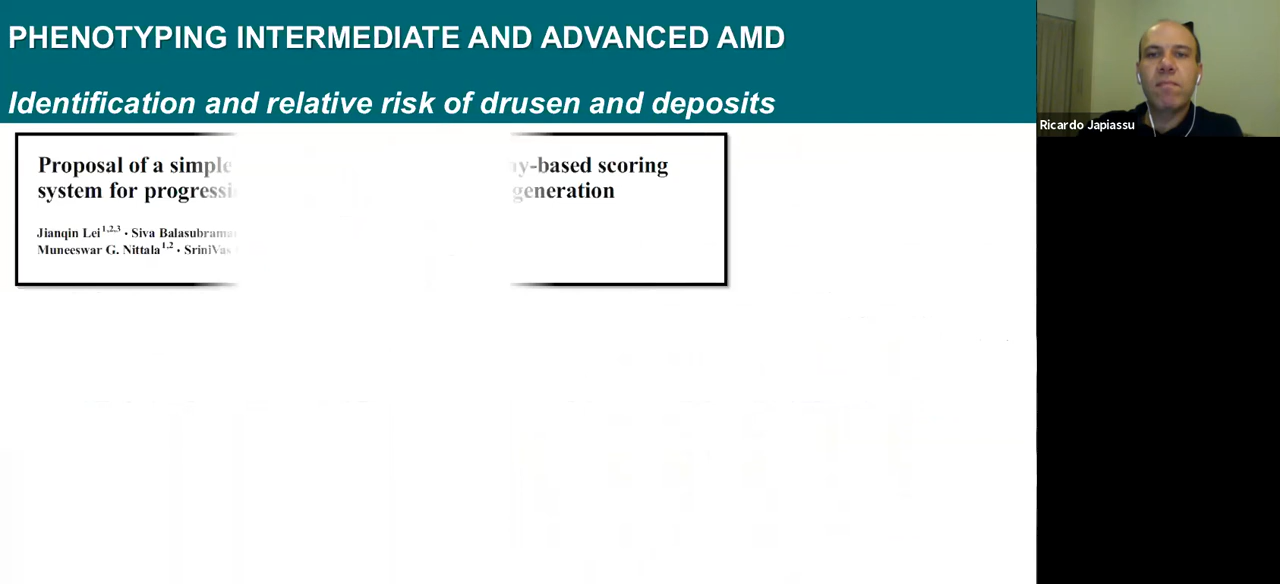 PHENOTYPING INTERMEDIATE AND ADVANCED AMD
Identification and relative risk of drusen and deposits
Ricardo Japiassu
Proposal of a simple y-based scoring
system for progressi generation
Jianqin Lei1,2,3 · Siva Balasubrama
Muneeswar G. Nittala1,2 · SriniVas